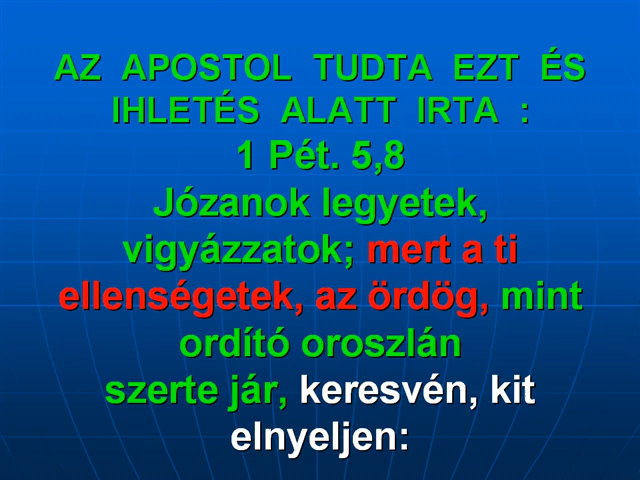 AZ APOSTOL TUDTA EZT ÉS
IHLETÉS ALATT IRTA :
1 Pét. 5,8
Józanok legyetek,
vigyázzatok; mert a ti
ellenségetek, az ördög, mint
ordító oroszlán
szerte jár, keresvén, kit
elnyeljen: